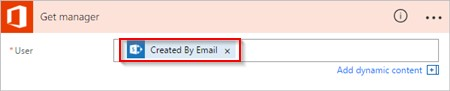 Get manager
* User
Created By Email ×
Add dynamic content